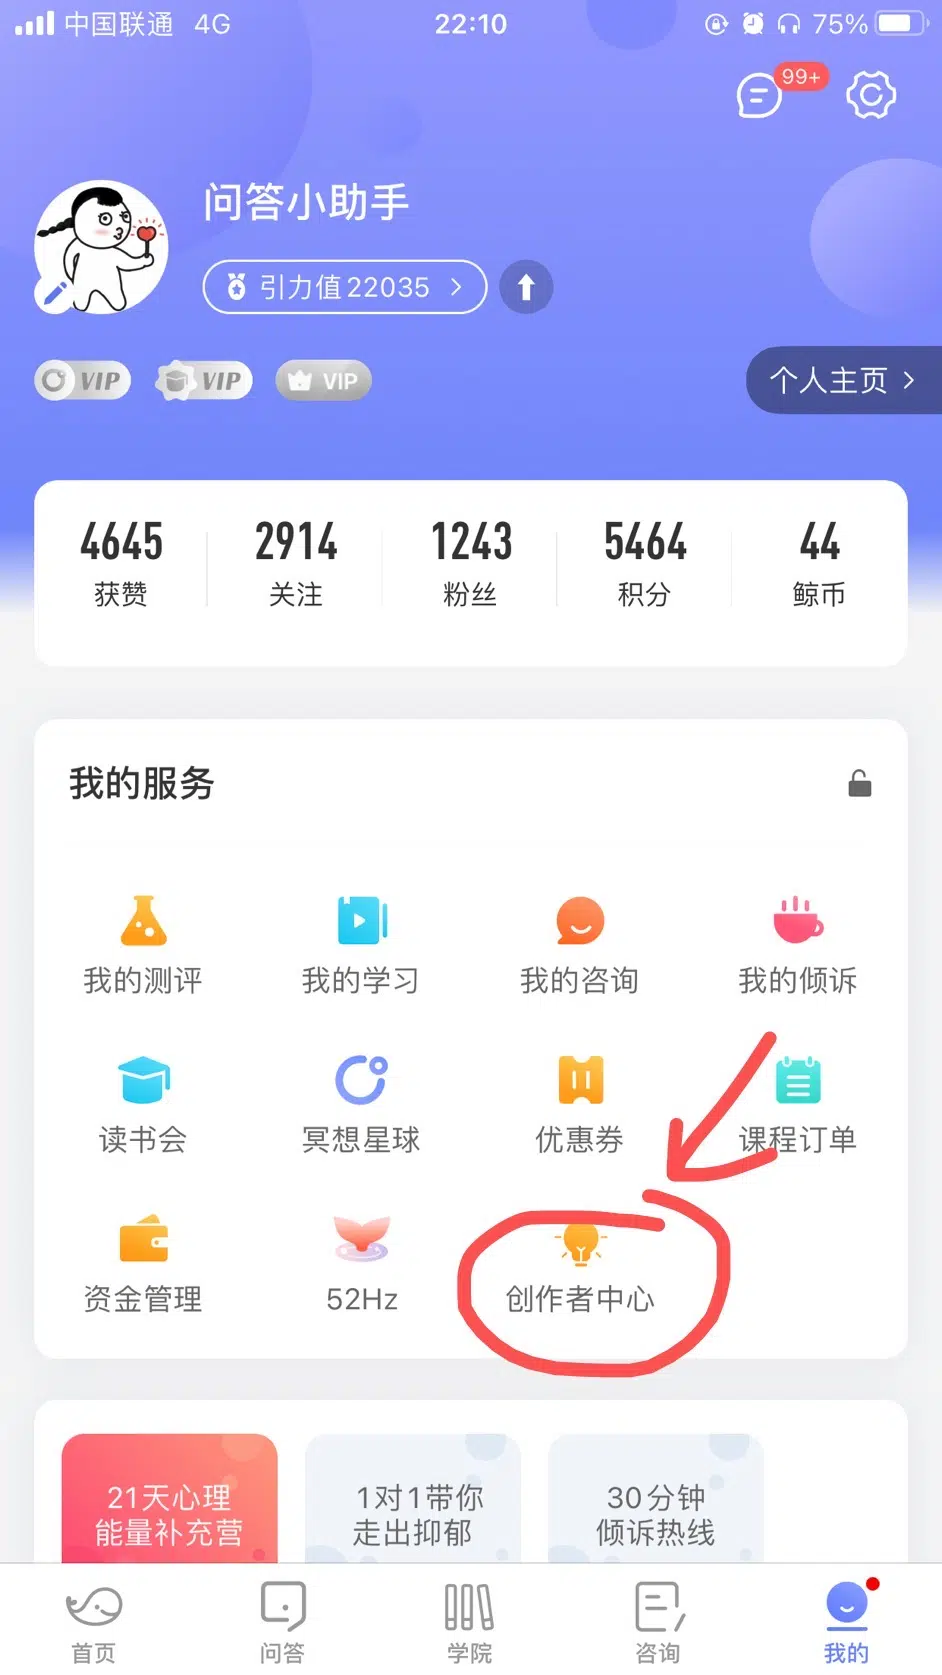 中国联通 4G 22:10 75%
99+
问答小助手
引力值22035
VIP VIP VIP
个人主页
4645 2914 1243 5464 44
获赞 关注 粉丝 积分 鲸币
我的服务
我的测评 我的学习 我的咨询 我的倾诉
读书会 冥想星球 优惠券 课程订单
资金管理 52Hz 创作者中心
21天心理 1对1带你 30分钟
能量补充营 走出抑郁 倾诉热线
首页 问答 学院 咨询 我的